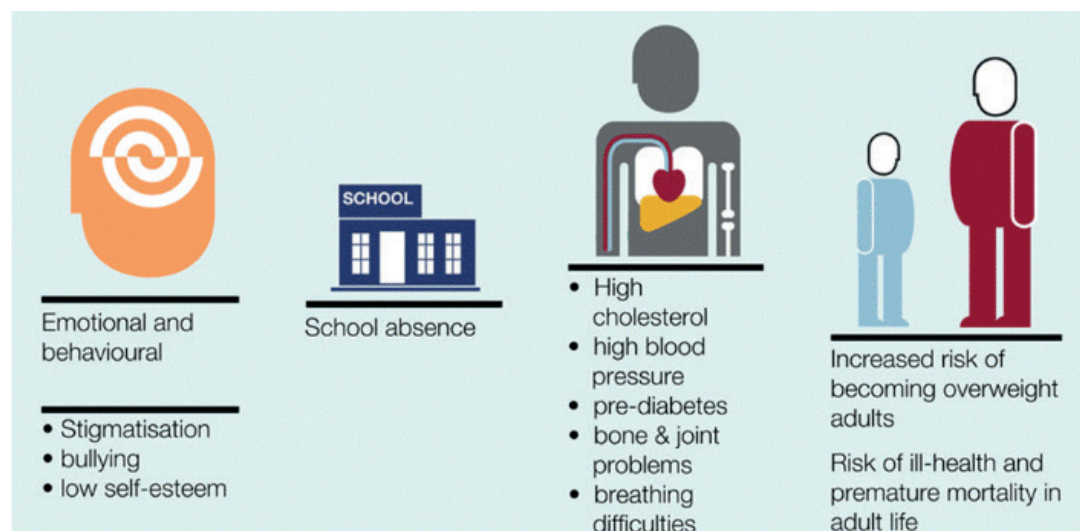 Emotional and
behavioural
• Stigmatisation
• bullying
• low self-esteem
SCHOOL
School absence
• High
cholesterol
• high blood
pressure
• pre-diabetes
• bone & joint
problems
• breathing
difficulties
Increased risk of
becoming overweight
adults
Risk of ill-health and
premature mortality in
adult life